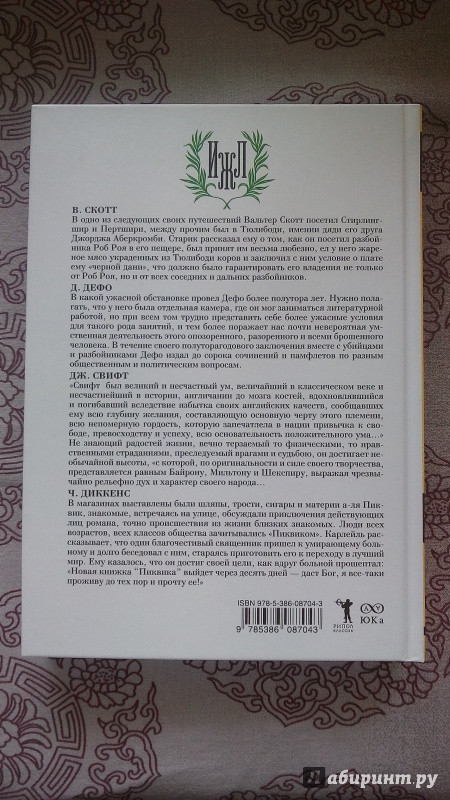 ИЖЛ
В. СКОТТ
В одно из следующих своих путешествий Вальтер Скотт посетил Стирлинг-
шир и Пертшири, между прочим был в Тюлибоди, имении дяди его друга
Джорджа Аберкромби. Старик рассказал ему о том, как он посетил разбой-
ника Роб Роя в его пещере, был принят им весьма любезно, ел у него жаре-
ное мясо украденных из Тюлибоди коров и заключил с ним условие о плате
ему «черной дани», что должно было гарантировать его владения не только
от Роб Роя, но и от всех соседних и дальних разбойников.
Д. ДЕФО
В какой ужасной обстановке провел Дефо более полутора лет. Нужно пола-
гать, что у него была отдельная камера, где он мог заниматься литературной
работой, но при всем том трудно представить себе более ужасные условия
для такого рода занятий, и тем более поражает нас почти невероятная ум-
ственная деятельность этого опозоренного, разоренного и всеми брошенного
человека. В течение своего полуторагодового заключения вместе с убийцами
и разбойниками Дефо издал до сорока сочинений и памфлетов по разным
общественным и политическим вопросам.
ДЖ. СВИФТ
«Свифт был великий и несчастный ум, величайший в классическом веке и
несчастнейший в истории, англичанин до мозга костей, вдохновлявшийся
и погибавший вследствие избытка своих английских качеств, сообщавших
ему всю глубину желания, составляющую основную черту этого племени,
всю непомерную гордость, которую запечатлела в нации привычка к сво-
боде, превосходству и успеху, всю основательность положительного ума...»
Не знающий радостей жизни, вечно терзаемый то физическими, то нрав-
ственными страданиями, преследуемый врагами и судьбою, он достигает не-
обычайной высоты, «с которой, по оригинальности и силе своего творчества,
представляется равным Байрону, Мильтону и Шекспиру, выражая чрезвы-
чайно рельефно дух и характер своего народа...»
Ч. ДИККЕНС
В магазинах выставлены были шляпы, трости, сигары и материи а-ля Пик-
вик, знакомые, встречаясь на улице, обсуждали приключения действующих
лиц романа, точно происшествия из жизни близких знакомых. Люди всех
возрастов, всех классов общества зачитывались «Пиквиком». Карлейль рас-
сказывает, что один благочестивый священник пришел к умирающему боль-
ному и долго беседовал с ним, стараясь приготовить его к переходу в лучший
мир. Ему казалось, что он достиг своей цели, как вдруг больной прошептал:
«Новая книжка "Пиквика" выйдет через десять дней — даст Бог, я все-таки
проживу до тех пор и прочту ее!»
ISBN 978-5-386-08704-3
9 785386 087043
РИПОЛ
КЛАССИК
ЮКа
Лабиринт.ру